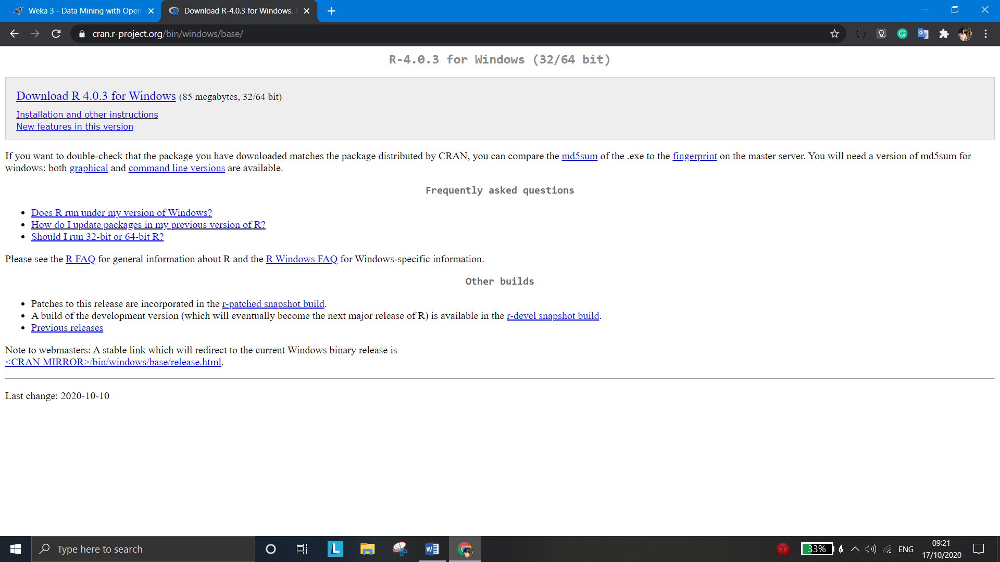 Weka 3 - Data Mining with Open
Download R-4.0.3 for Windows. T
cran.r-project.org/bin/windows/base/
R-4.0.3 for Windows (32/64 bit)
Download R 4.0.3 for Windows (85 megabytes, 32/64 bit)
Installation and other instructions
New features in this version
If you want to double-check that the package you have downloaded matches the package distributed by CRAN, you can compare the md5sum of the .exe to the fingerprint on the master server. You will need a version of md5sum for
windows: both graphical and command line versions are available.
Frequently asked questions
• Does R run under my version of Windows?
• How do I update packages in my previous version of R?
• Should I run 32-bit or 64-bit R?
Please see the R FAQ for general information about R and the R Windows FAQ for Windows-specific information.
Other builds
• Patches to this release are incorporated in the r-patched snapshot build.
• A build of the development version (which will eventually become the next major release of R) is available in the r-devel snapshot build.
• Previous releases
Note to webmasters: A stable link which will redirect to the current Windows binary release is
<CRAN MIRROR>/bin/windows/base/release.html.
Last change: 2020-10-10
Type here to search
33%
ENG
09:21
17/10/2020